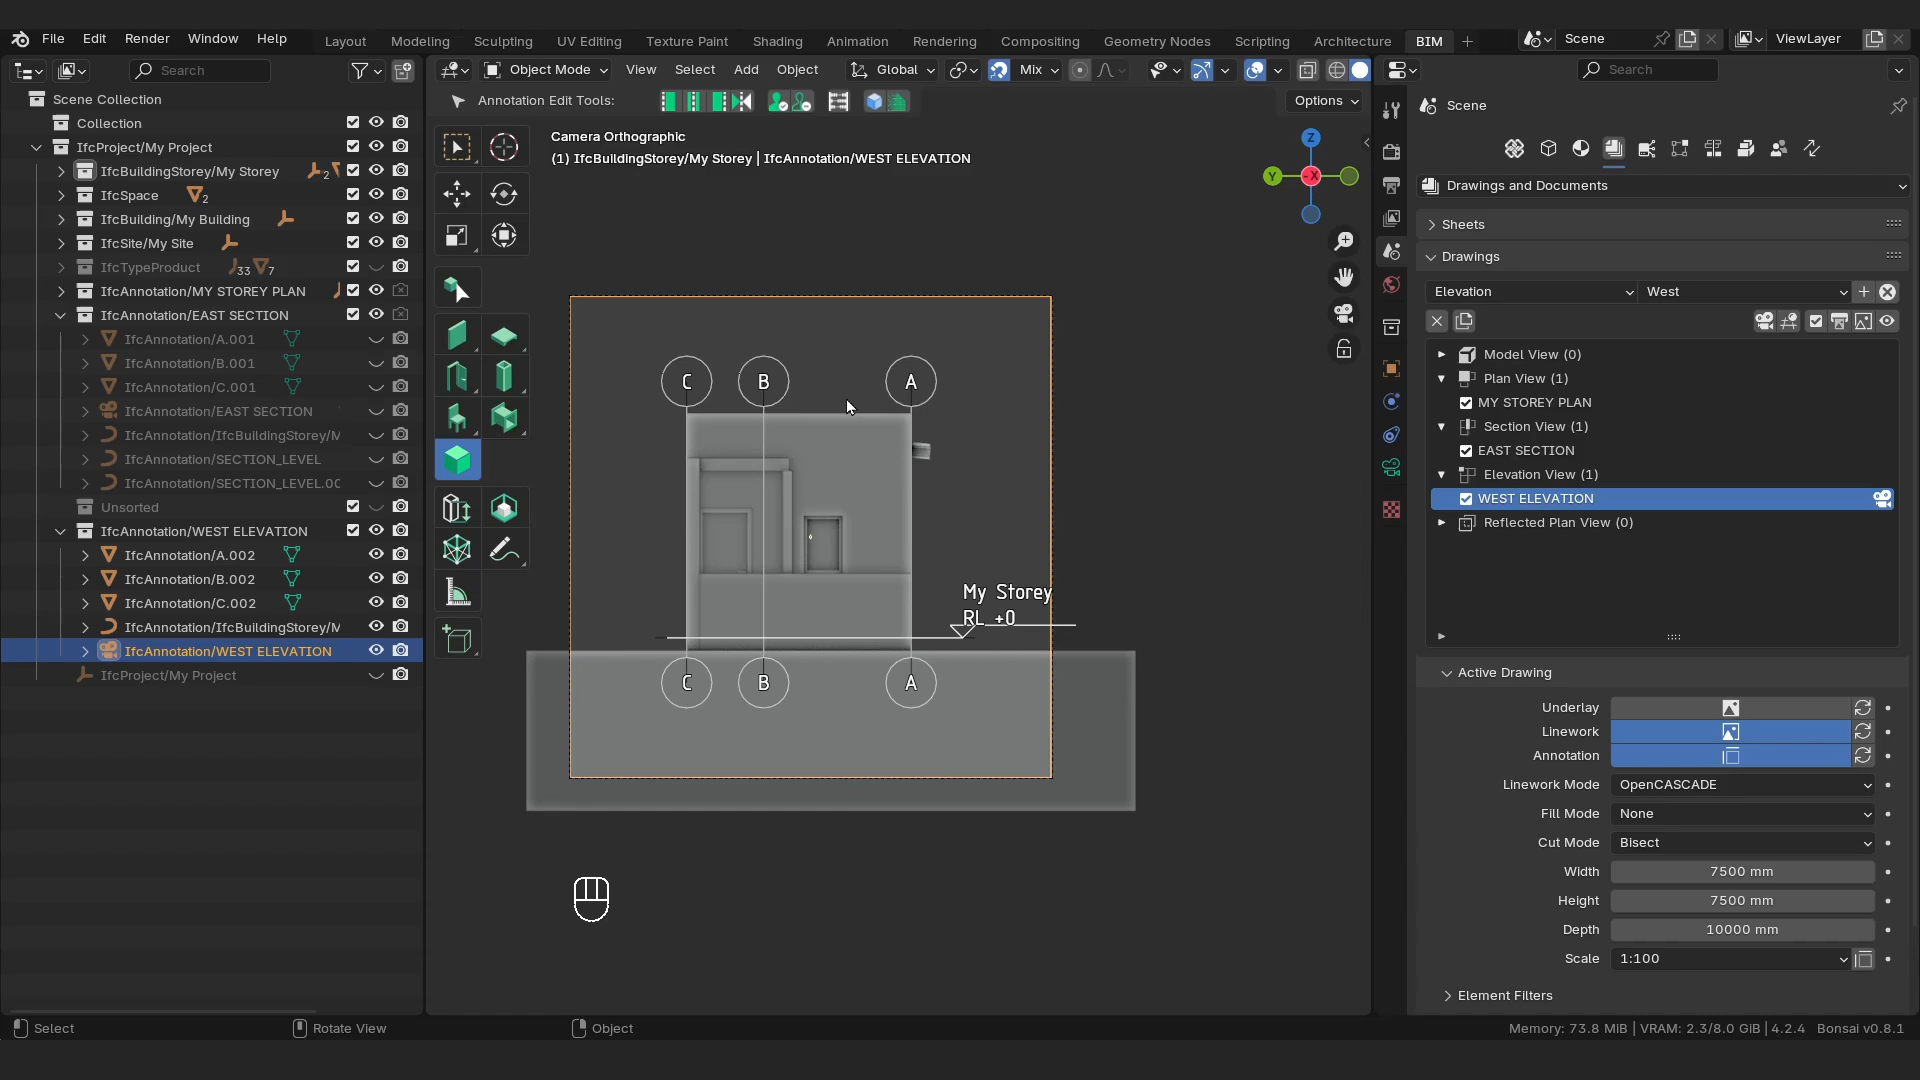 File Edit Render Window Help Layout Modeling Sculpting UV Editing Texture Paint Shading Animation Rendering Compositing Geometry Nodes Scripting Architecture BIM + Scene ViewLayer
Search Object Mode View Select Add Object Global Mix Search
Annotation Edit Tools: Options
Scene Collection
Collection
IfcProject/My Project
IfcBuildingStorey/My Storey 2
IfcSpace 2
IfcBuilding/My Building
IfcSite/My Site
IfcTypeProduct 33 7
IfcAnnotation/MY STOREY PLAN
IfcAnnotation/EAST SECTION
IfcAnnotation/A.001
IfcAnnotation/B.001
IfcAnnotation/C.001
IfcAnnotation/EAST SECTION
IfcAnnotation/IfcBuildingStorey/M
IfcAnnotation/SECTION_LEVEL
IfcAnnotation/SECTION_LEVEL.00
Unsorted
IfcAnnotation/WEST ELEVATION
IfcAnnotation/A.002
IfcAnnotation/B.002
IfcAnnotation/C.002
IfcAnnotation/IfcBuildingStorey/M
IfcAnnotation/WEST ELEVATION
IfcProject/My Project
Camera Orthographic
(1) IfcBuildingStorey/My Storey | IfcAnnotation/WEST ELEVATION
Z
Y -X
C B A
My Storey
RL +0
C B A
Scene
Drawings and Documents
Sheets
Drawings
Elevation West
Model View (0)
Plan View (1)
MY STOREY PLAN
Section View (1)
EAST SECTION
Elevation View (1)
WEST ELEVATION
Reflected Plan View (0)
Active Drawing
Underlay
Linework
Annotation
Linework Mode OpenCASCADE
Fill Mode None
Cut Mode Bisect
Width 7500 mm
Height 7500 mm
Depth 10000 mm
Scale 1:100
Element Filters
Select Rotate View Object Memory: 73.8 MiB | VRAM: 2.3/8.0 GiB | 4.2.4 Bonsai v0.8.1